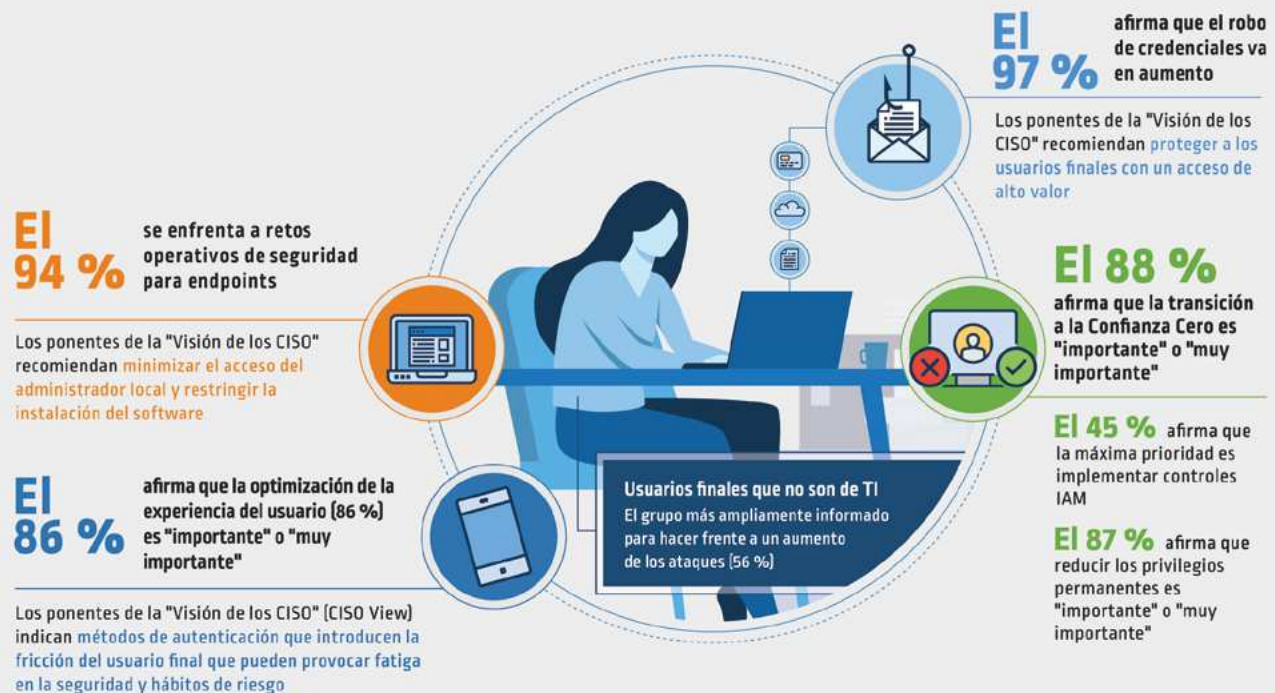 El
97 %
afirma que el robo
de credenciales va
en aumento
Los ponentes de la "Visión de los
CISO" recomiendan proteger a los
usuarios finales con un acceso de
alto valor
El
94 %
se enfrenta a retos
operativos de seguridad
para endpoints
Los ponentes de la "Visión de los CISO"
recomiendan minimizar el acceso del
administrador local y restringir la
instalación del software
El 88 %
afirma que la transición
a la Confianza Cero es
"importante" o "muy
importante"
El 45 % afirma que
la máxima prioridad es
implementar controles
IAM
El 87 % afirma que
reducir los privilegios
permanentes es
"importante" o "muy
importante"
El
86 %
afirma que la optimización de la
experiencia del usuario (86 %)
es "importante" o "muy
importante"
Los ponentes de la "Visión de los CISO" (CISO View)
indican métodos de autenticación que introducen la
fricción del usuario final que pueden provocar fatiga
en la seguridad y hábitos de riesgo
Usuarios finales que no son de TI
El grupo más ampliamente informado
para hacer frente a un aumento
de los ataques (56 %)